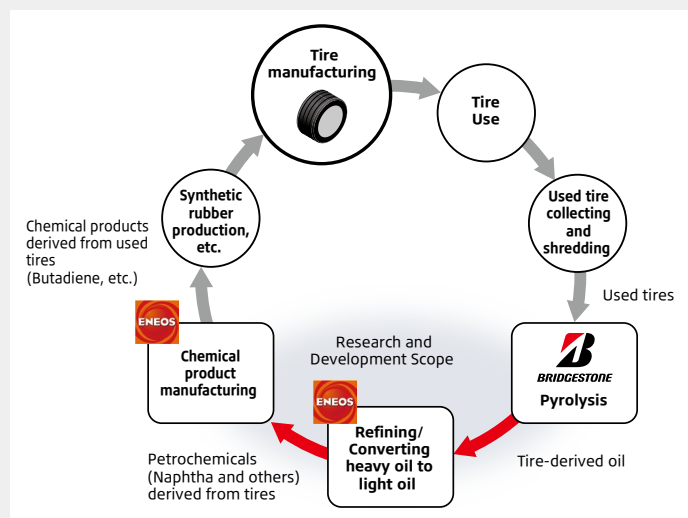 Tire
manufacturing
Tire
Use
Used tire
collecting
and
shredding
Used tires
BRIDGESTONE
Pyrolysis
Tire-derived oil
Research and
Development Scope
ENEOS
Refining/
Converting
heavy oil to
light oil
Petrochemicals
(Naphtha and others)
derived from tires
ENEOS
Chemical
product
manufacturing
Chemical products
derived from used
tires
(Butadiene, etc.)
Synthetic
rubber
production,
etc.